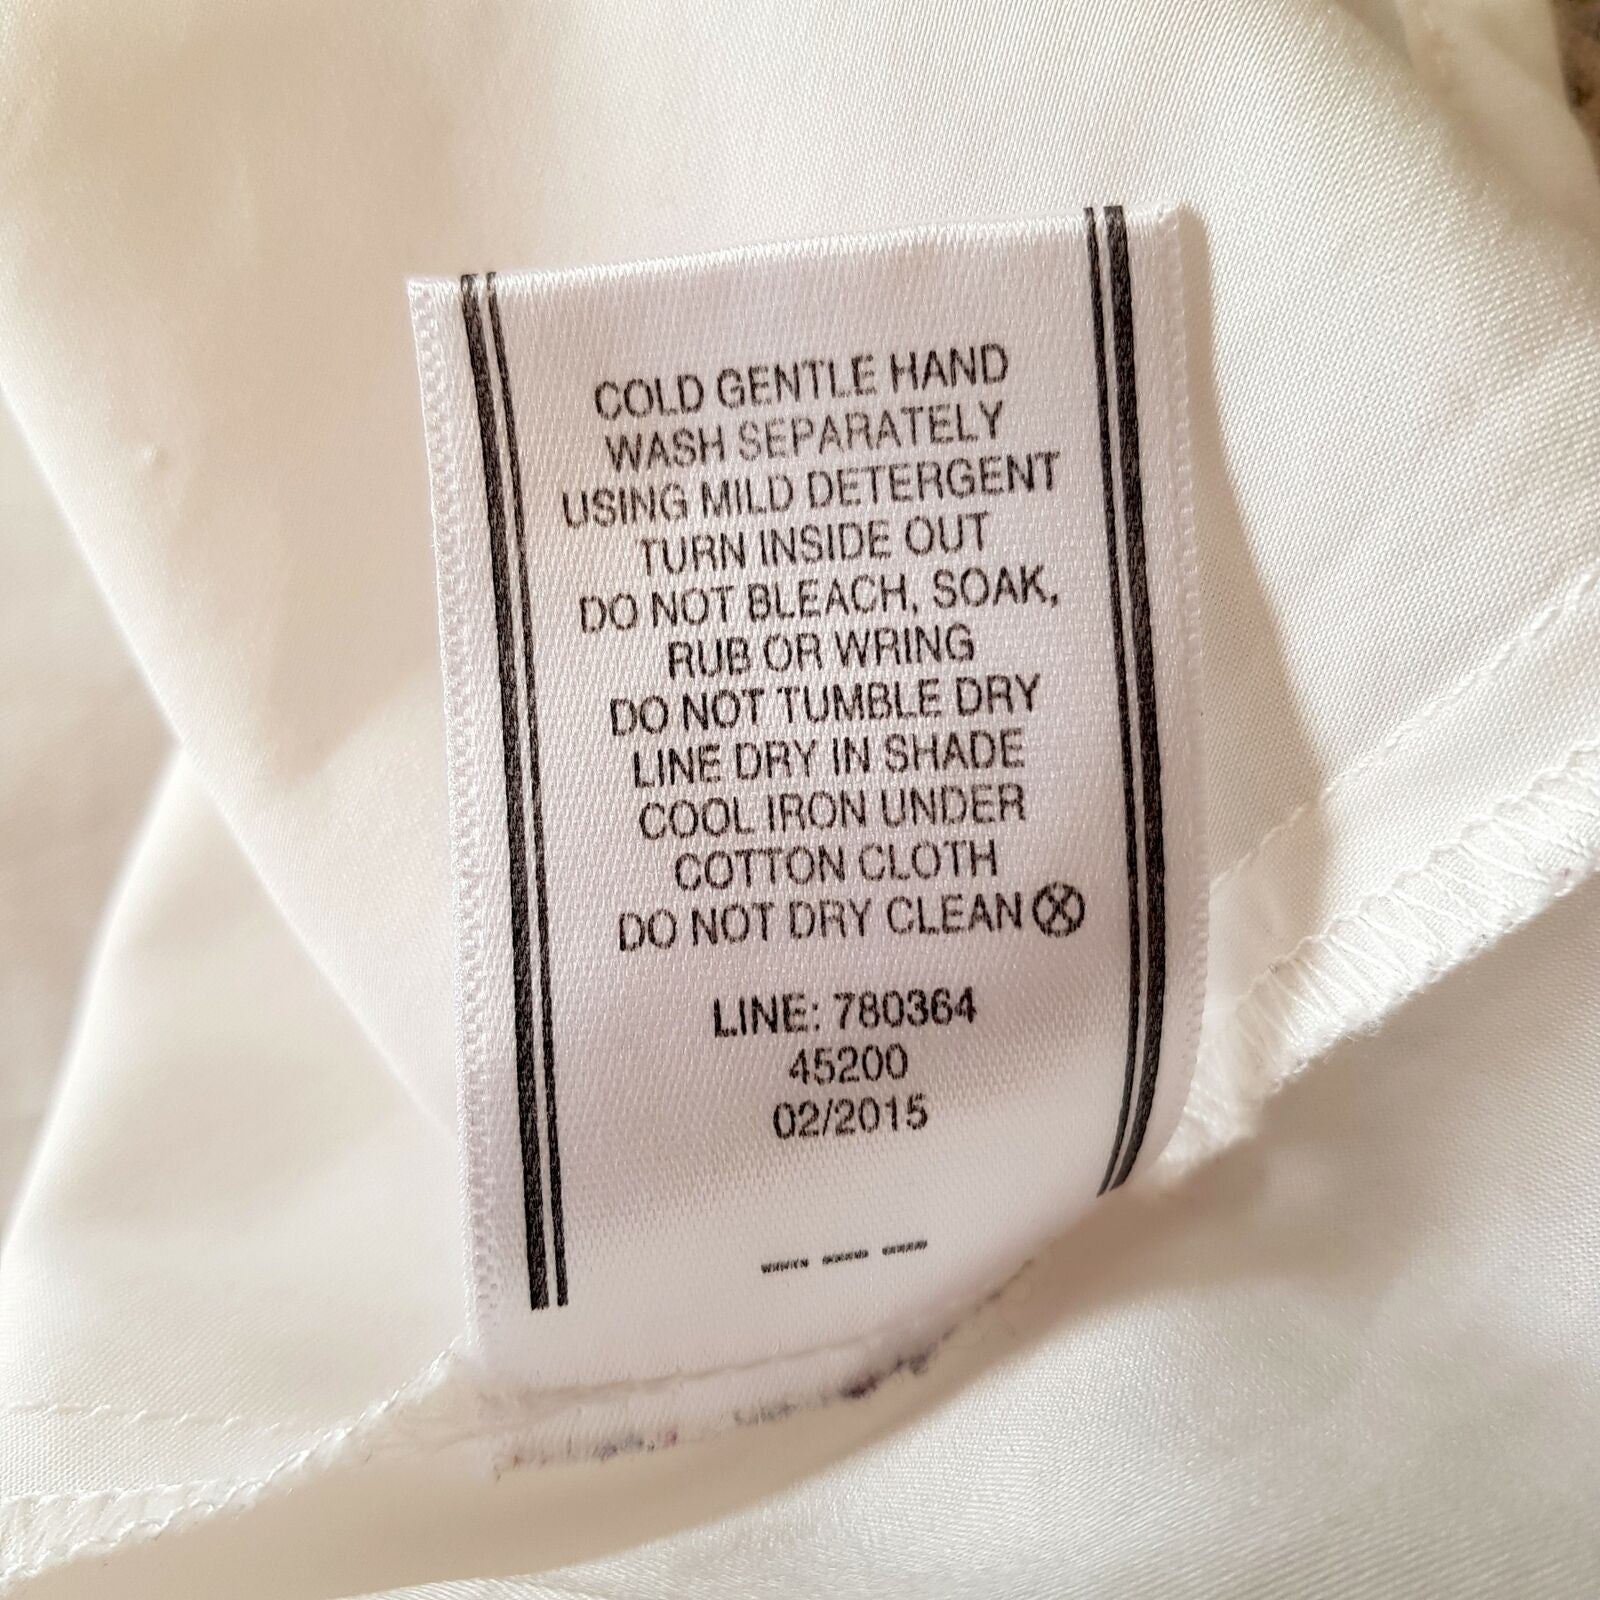 COLD GENTLE HAND
WASH SEPARATELY
USING MILD DETERGENT
TURN INSIDE OUT
DO NOT BLEACH, SOAK,
RUB OR WRING
DO NOT TUMBLE DRY
LINE DRY IN SHADE
COOL IRON UNDER
COTTON CLOTH
DO NOT DRY CLEAN
LINE: 780364
45200
02/2015